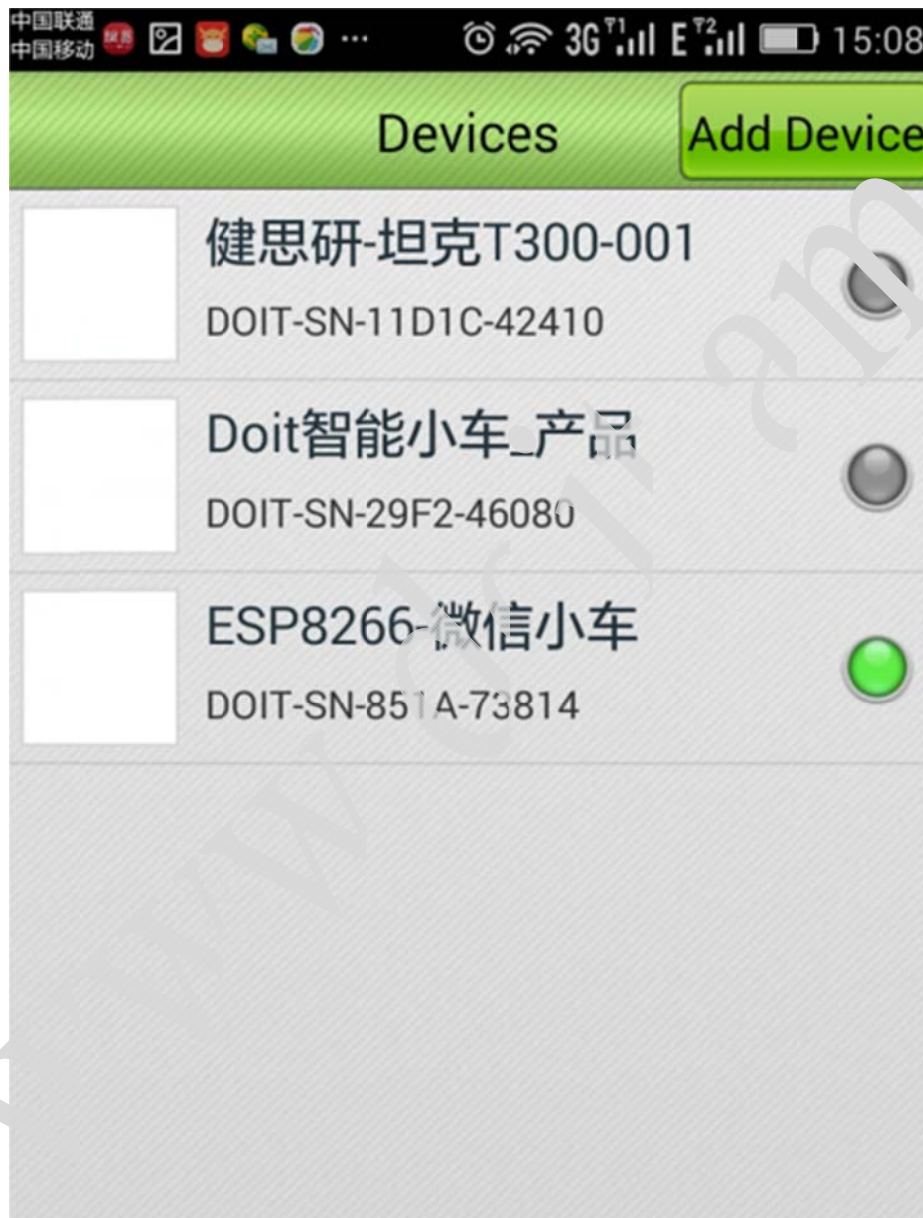 中国联通
中国移动
3G T1 E T2 15:08
Devices
Add Device
健思研-坦克T300-001
DOIT-SN-11D1C-42410
Doit智能小车_产品
DOIT-SN-29F2-46080
ESP8266-微信小车
DOIT-SN-851A-73814